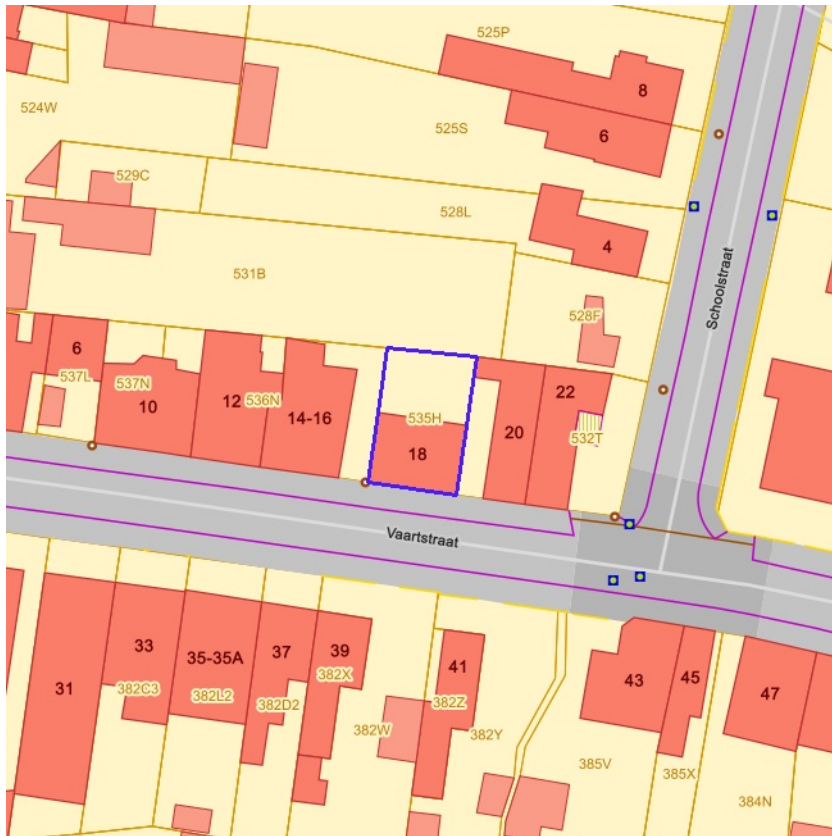 525P
8
524W
525S
6
529C
528L
4
531B
Schoolstraat
528F
6
537L
537N
10
12
536N
14-16
535H
18
20
22
532T
Vaartstraat
33
35-35A
37
39
41
43
45
47
31
382C3
382L2
382D2
382X
382W
382Z
382Y
385V
385X
384N